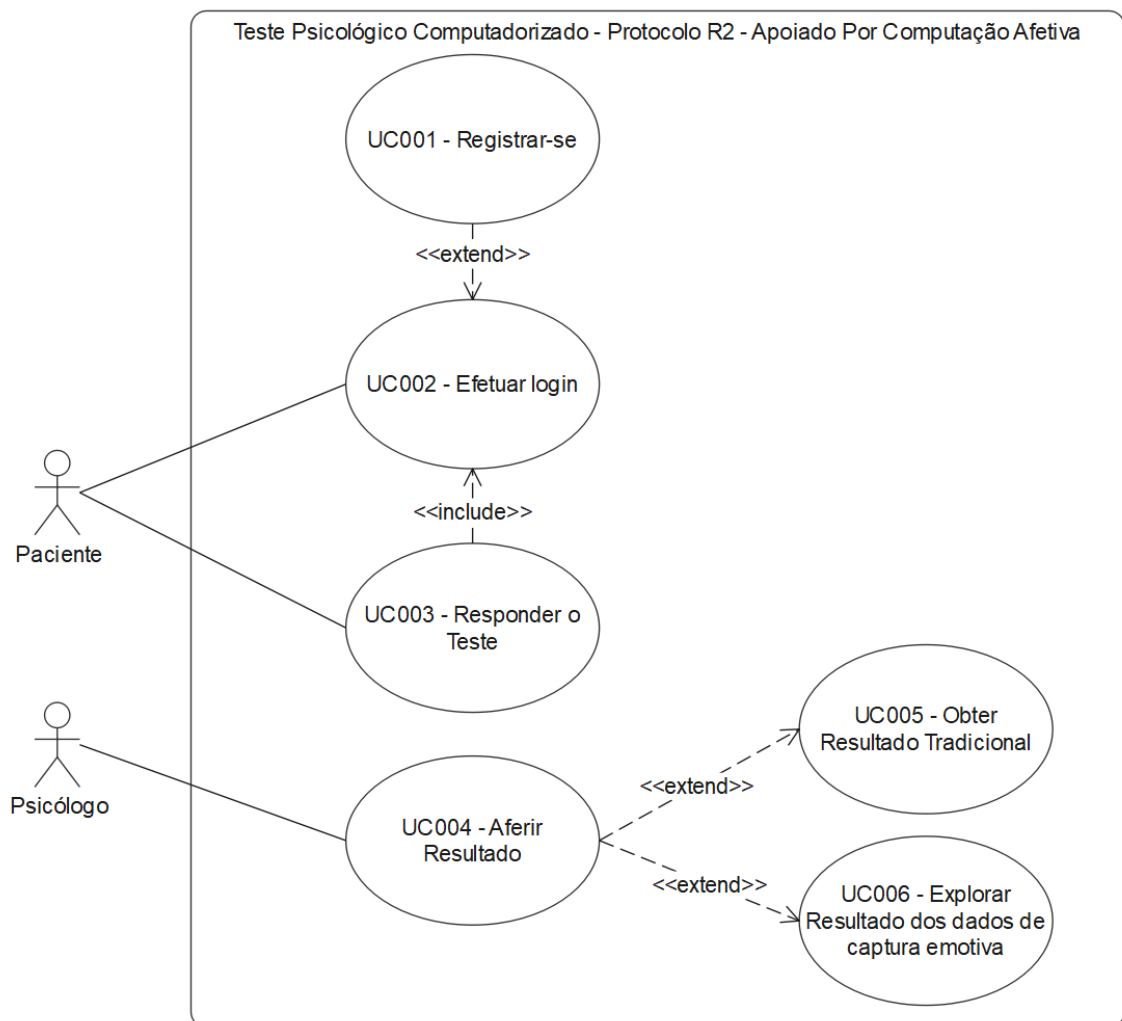 Teste Psicológico Computadorizado - Protocolo R2 - Apoiado Por Computação Afetiva
UC001 - Registrar-se
<<extend>>
UC002 - Efetuar login
<<include>>
Paciente
UC003 - Responder o
Teste
UC005 - Obter
Resultado Tradicional
<<extend>>
Psicólogo
UC004 - Aferir
Resultado
<<extend>>
UC006 - Explorar
Resultado dos dados de
captura emotiva